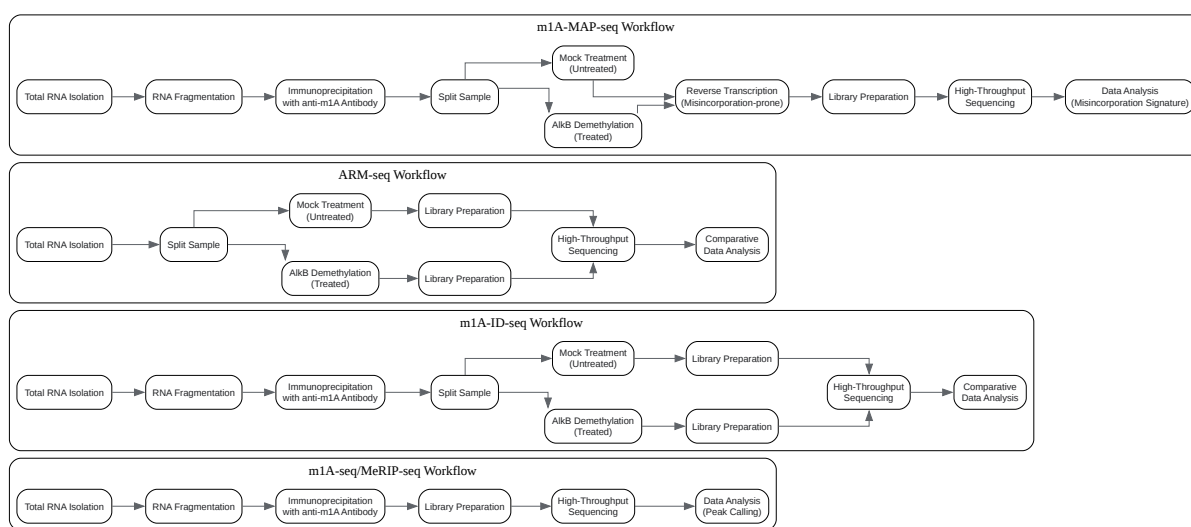 m1A-MAP-seq Workflow
Total RNA Isolation
RNA Fragmentation
Immunoprecipitation
with anti-m1A Antibody
Split Sample
Mock Treatment
(Untreated)
AlkB Demethylation
(Treated)
Reverse Transcription
(Misincorporation-prone)
Library Preparation
High-Throughput
Sequencing
Data Analysis
(Misincorporation Signature)
ARM-seq Workflow
Total RNA Isolation
Split Sample
Mock Treatment
(Untreated)
Library Preparation
AlkB Demethylation
(Treated)
Library Preparation
High-Throughput
Sequencing
Comparative
Data Analysis
m1A-ID-seq Workflow
Total RNA Isolation
RNA Fragmentation
Immunoprecipitation
with anti-m1A Antibody
Split Sample
Mock Treatment
(Untreated)
Library Preparation
AlkB Demethylation
(Treated)
Library Preparation
High-Throughput
Sequencing
Comparative
Data Analysis
m1A-seq/MeRIP-seq Workflow
Total RNA Isolation
RNA Fragmentation
Immunoprecipitation
with anti-m1A Antibody
Library Preparation
High-Throughput
Sequencing
Data Analysis
(Peak Calling)